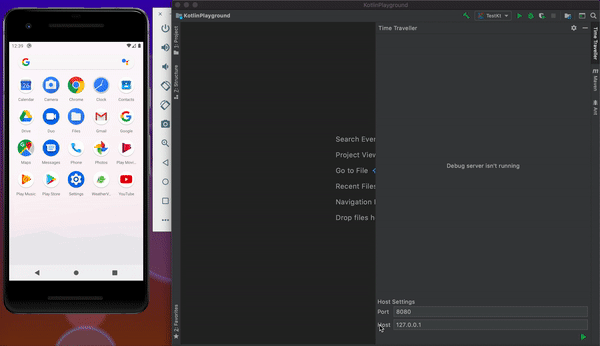 12:39
Calendar
Camera
Chrome
Clock
Contacts
Drive
Duo
Files
Gmail
Google
Maps
Messages
Phone
Photos
Play Movi...
Play Music
Play Store
Settings
WeatherV...
YouTube
KotlinPlayground
KotlinPlayground
TestKt
1: Project
2: Structure
2: Favorites
Search Ever
Project View
Go to File
Recent Files
Navigation
Drop files h
Time Traveller
Debug server isn't running
Host Settings
Port
8080
Host
127.0.0.1
Time Traveller
Maven
Ant